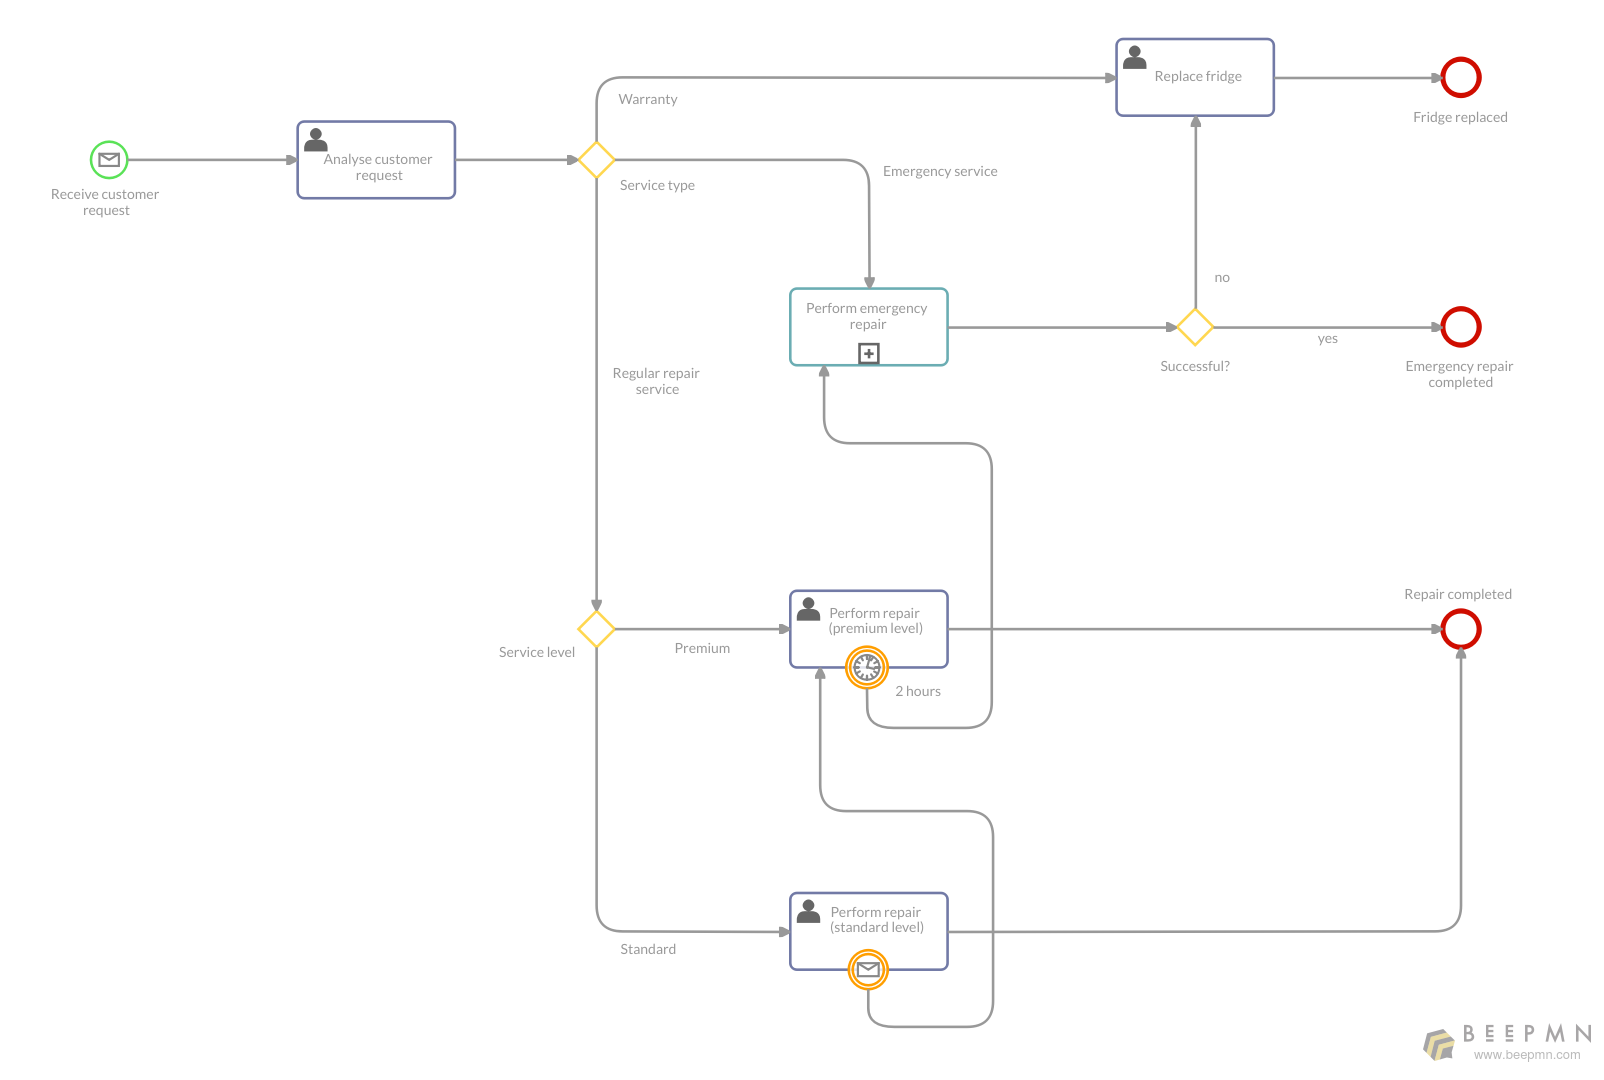 Replace fridge
Warranty
Fridge replaced
Analyse customer
request
Emergency service
Service type
Receive customer
request
no
Perform emergency
repair
yes
Successful?
Emergency repair
completed
Regular repair
service
Repair completed
Perform repair
(premium level)
Premium
Service level
2 hours
Perform repair
(standard level)
Standard
BEEPMN
www.beepmn.com